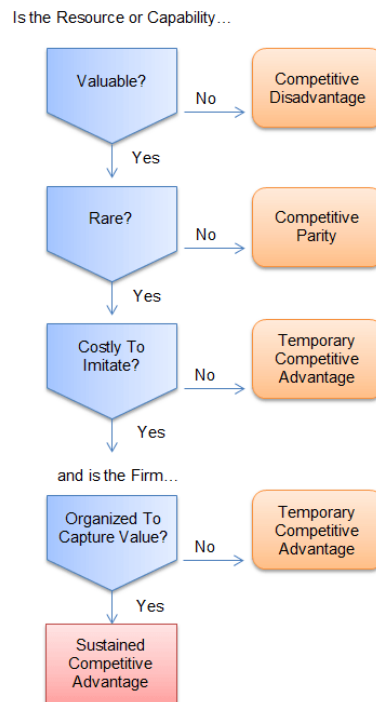 Is the Resource or Capability…
Valuable?
No
Competitive
Disadvantage
Yes
Rare?
No
Competitive
Parity
Yes
Costly To
Imitate?
No
Temporary
Competitive
Advantage
Yes
and is the Firm…
Organized To
Capture Value?
No
Temporary
Competitive
Advantage
Yes
Sustained
Competitive
Advantage